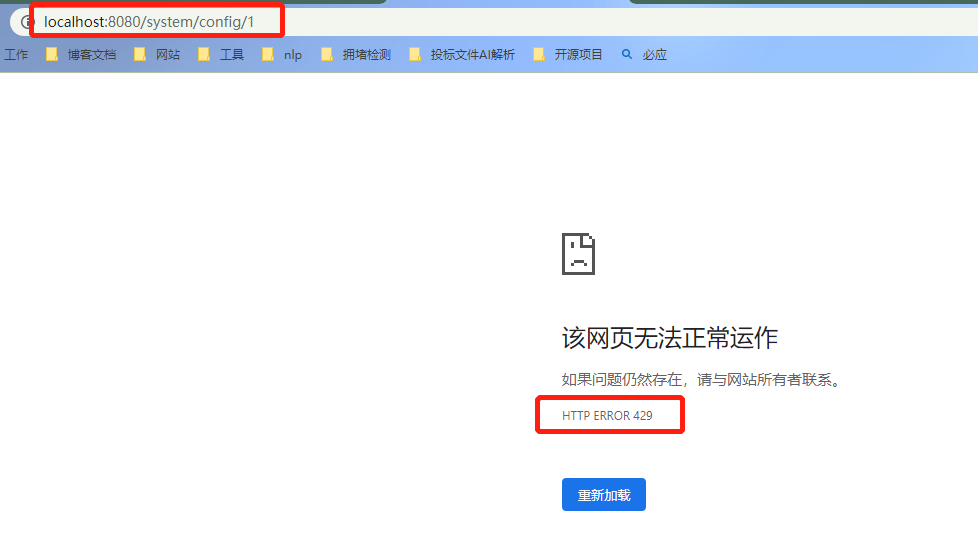 localhost:8080/system/config/1
工作 博客文档 网站 工具 nlp 拥堵检测 投标文件AI解析 开源项目 必应
该网页无法正常运作
如果问题仍然存在，请与网站所有者联系。
HTTP ERROR 429
重新加载